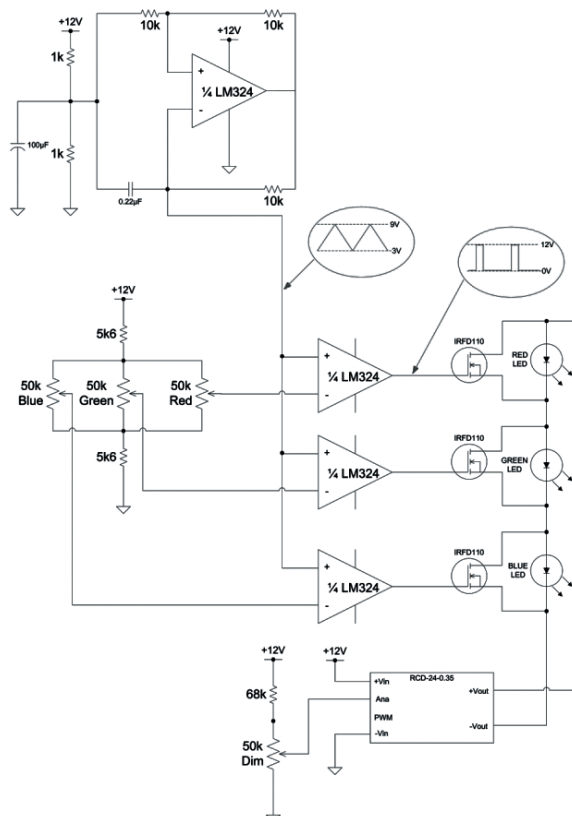 +12V
10k
10k
+12V
1k
+
¼ LM324
-
100µF
1k
0.22µF
10k
9V
3V
12V
0V
+12V
5k6
50k
Blue
50k
Green
50k
Red
5k6
+
¼ LM324
-
IRFD110
RED
LED
+
¼ LM324
-
IRFD110
GREEN
LED
+
¼ LM324
-
IRFD110
BLUE
LED
+12V
68k
50k
Dim
+12V
RCD-24-0.35
+Vin
Ana
PWM
-Vin
+Vout
-Vout